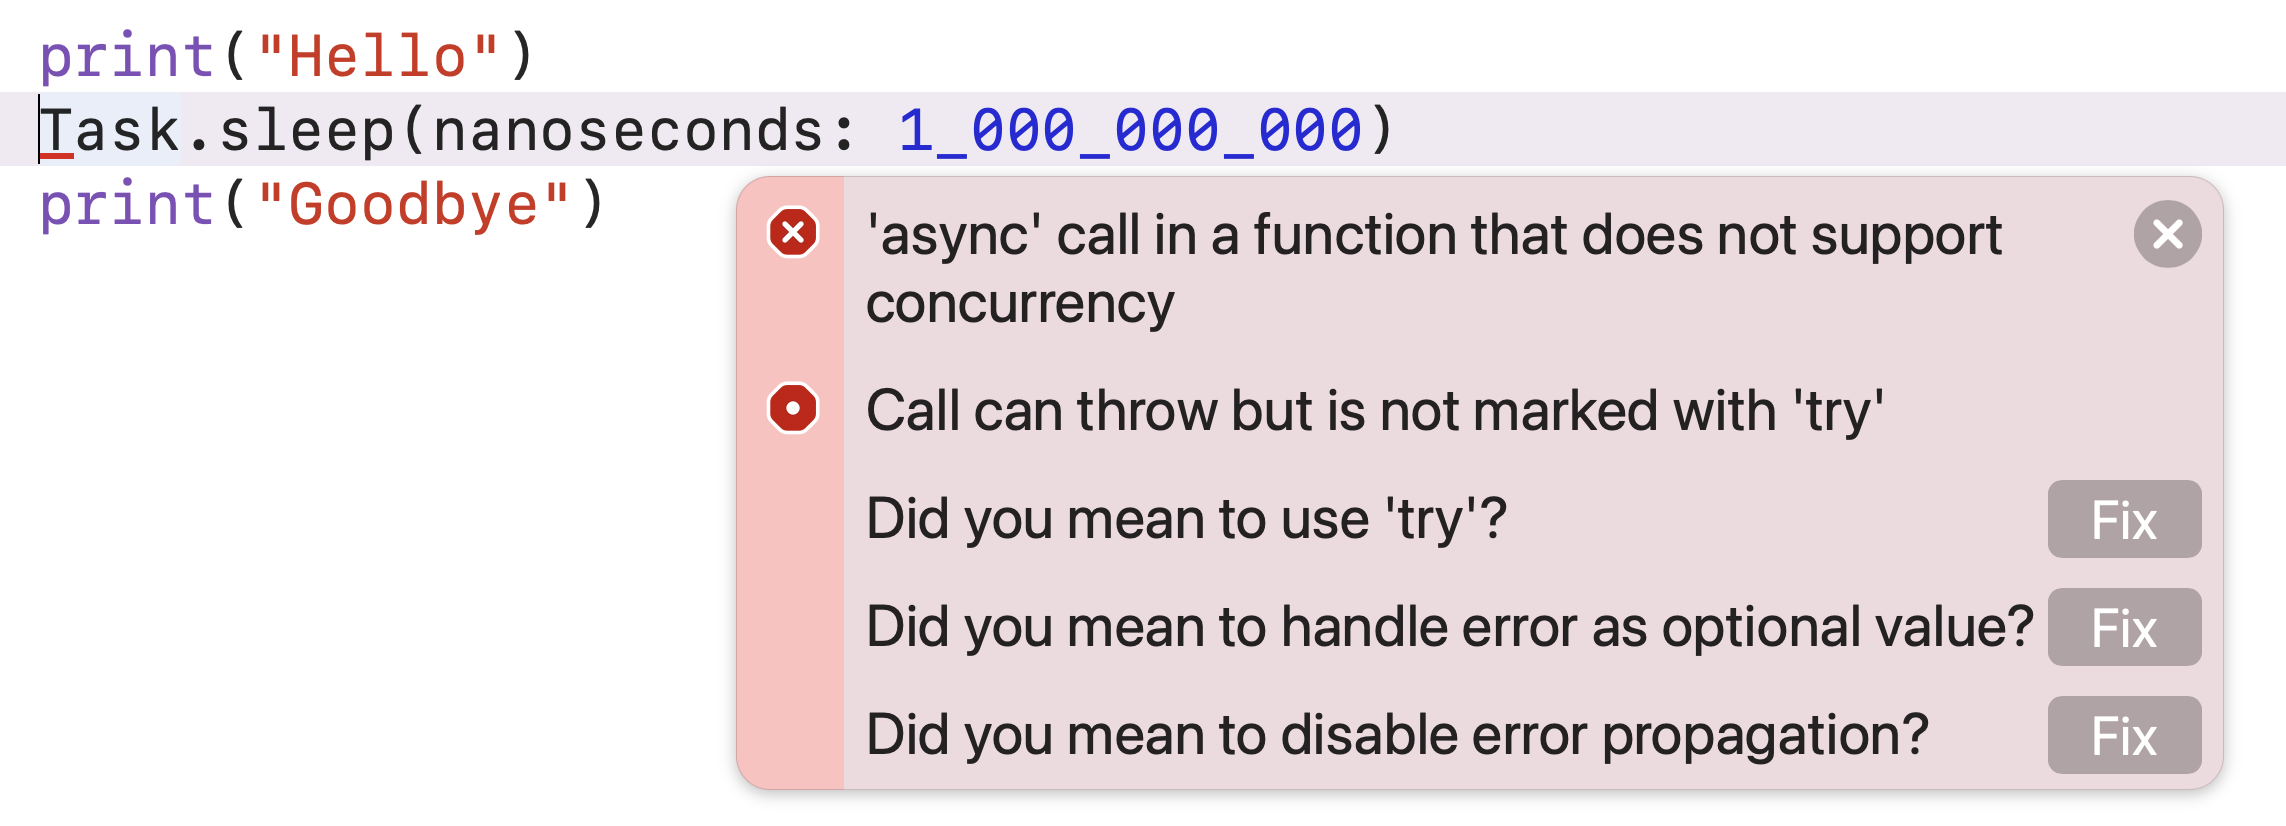 print("Hello")
Task.sleep(nanoseconds: 1_000_000_000)
print("Goodbye")
'async' call in a function that does not support
concurrency
Call can throw but is not marked with 'try'
Did you mean to use 'try'? Fix
Did you mean to handle error as optional value? Fix
Did you mean to disable error propagation? Fix